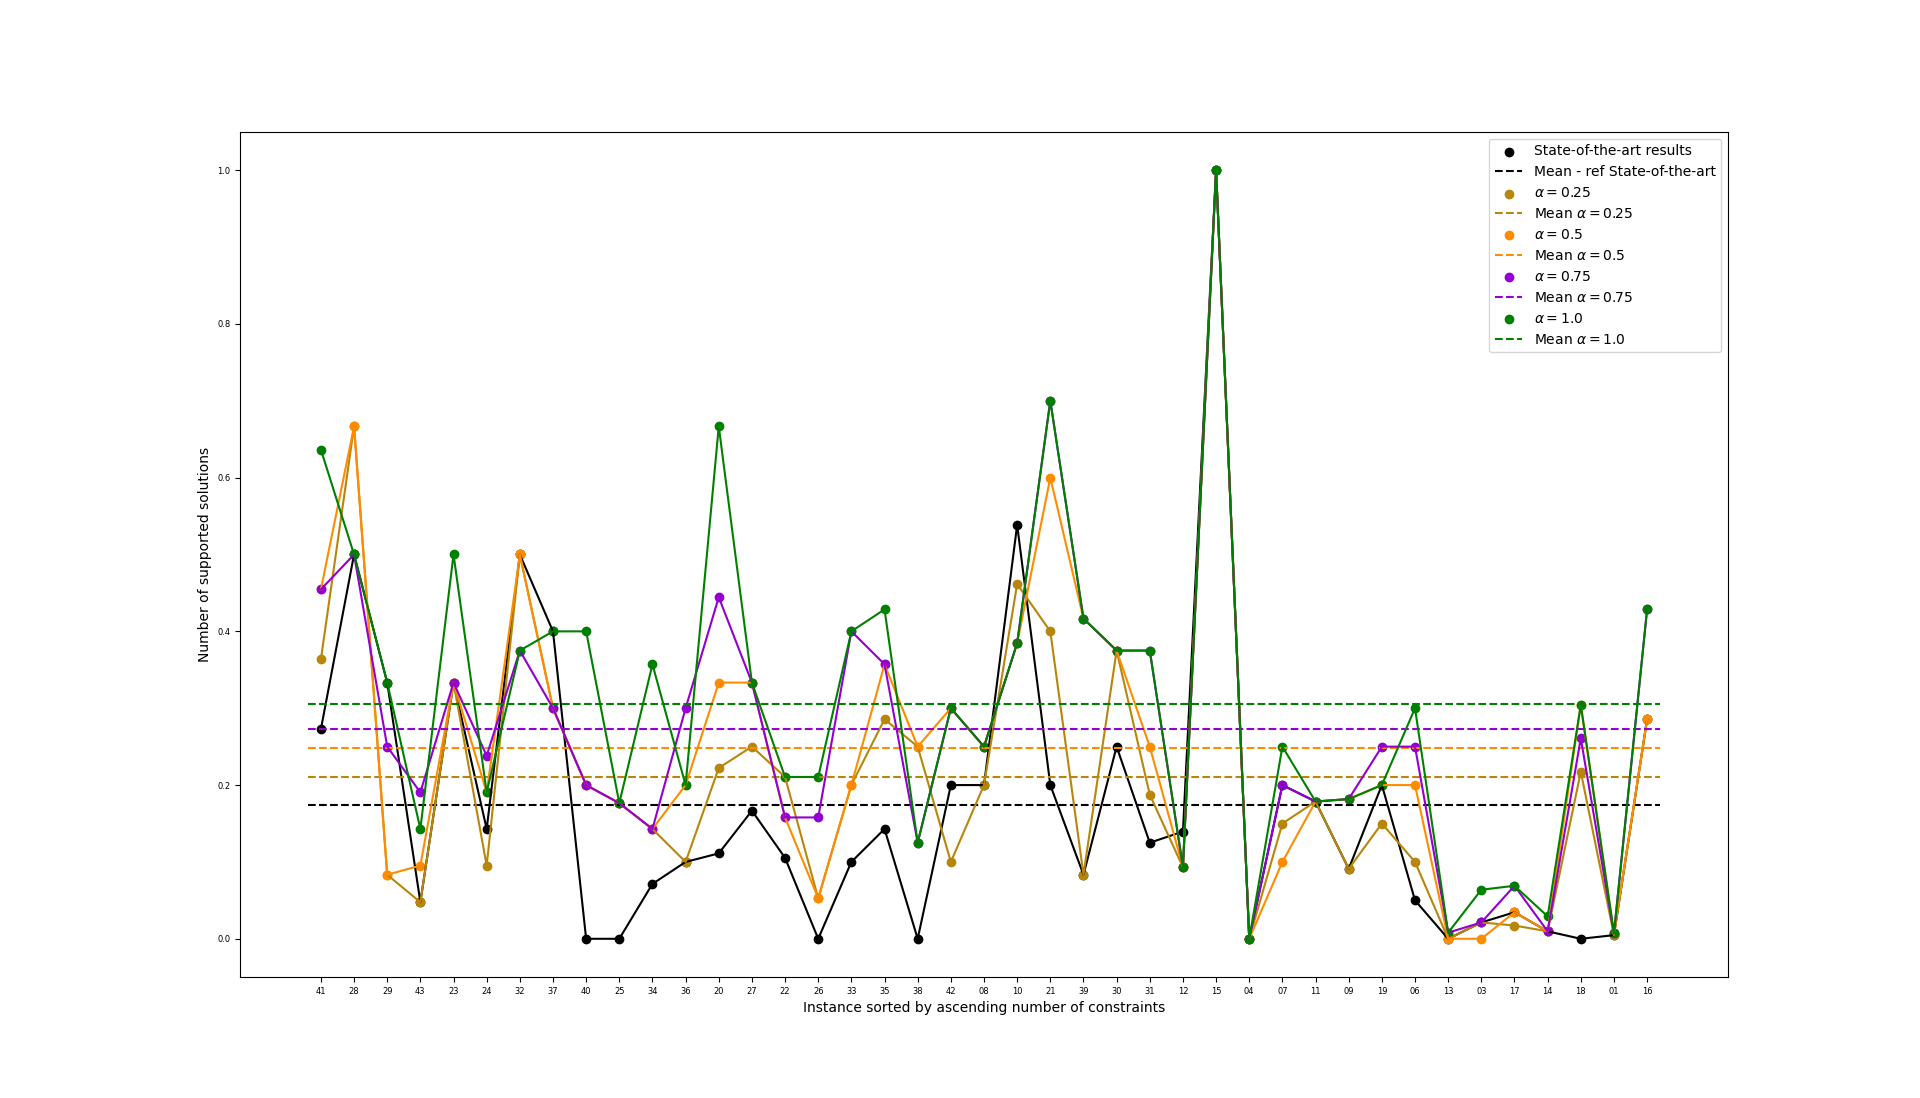 State-of-the-art results
Mean - ref State-of-the-art
α = 0.25
Mean α = 0.25
α = 0.5
Mean α = 0.5
α = 0.75
Mean α = 0.75
α = 1.0
Mean α = 1.0
1.0
0.8
0.6
0.4
0.2
0.0
Number of supported solutions
41 28 29 43 23 24 32 37 40 25 34 36 20 27 22 26 33 35 38 42 08 10 21 39 30 31 12 15 04 07 11 09 19 06 13 03 17 14 18 01 16
Instance sorted by ascending number of constraints